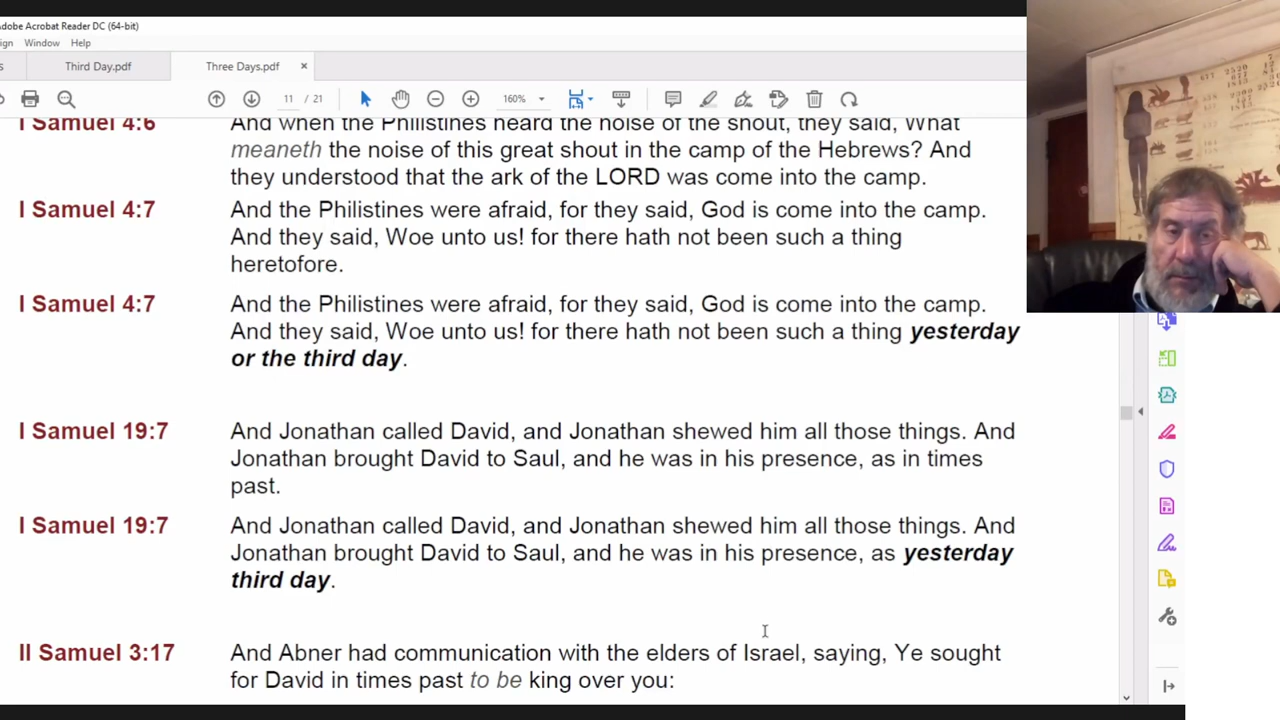 Adobe Acrobat Reader DC (64-bit)
Window Help
Third Day.pdf Three Days.pdf ×
11 / 21 160%
I Samuel 4:6 And when the Philistines heard the noise of the shout, they said, What
meaneth the noise of this great shout in the camp of the Hebrews? And
they understood that the ark of the LORD was come into the camp.
I Samuel 4:7 And the Philistines were afraid, for they said, God is come into the camp.
And they said, Woe unto us! for there hath not been such a thing
heretofore.
I Samuel 4:7 And the Philistines were afraid, for they said, God is come into the camp.
And they said, Woe unto us! for there hath not been such a thing yesterday
or the third day.
I Samuel 19:7 And Jonathan called David, and Jonathan shewed him all those things. And
Jonathan brought David to Saul, and he was in his presence, as in times
past.
I Samuel 19:7 And Jonathan called David, and Jonathan shewed him all those things. And
Jonathan brought David to Saul, and he was in his presence, as yesterday
third day.
II Samuel 3:17 And Abner had communication with the elders of Israel, saying, Ye sought
for David in times past to be king over you: